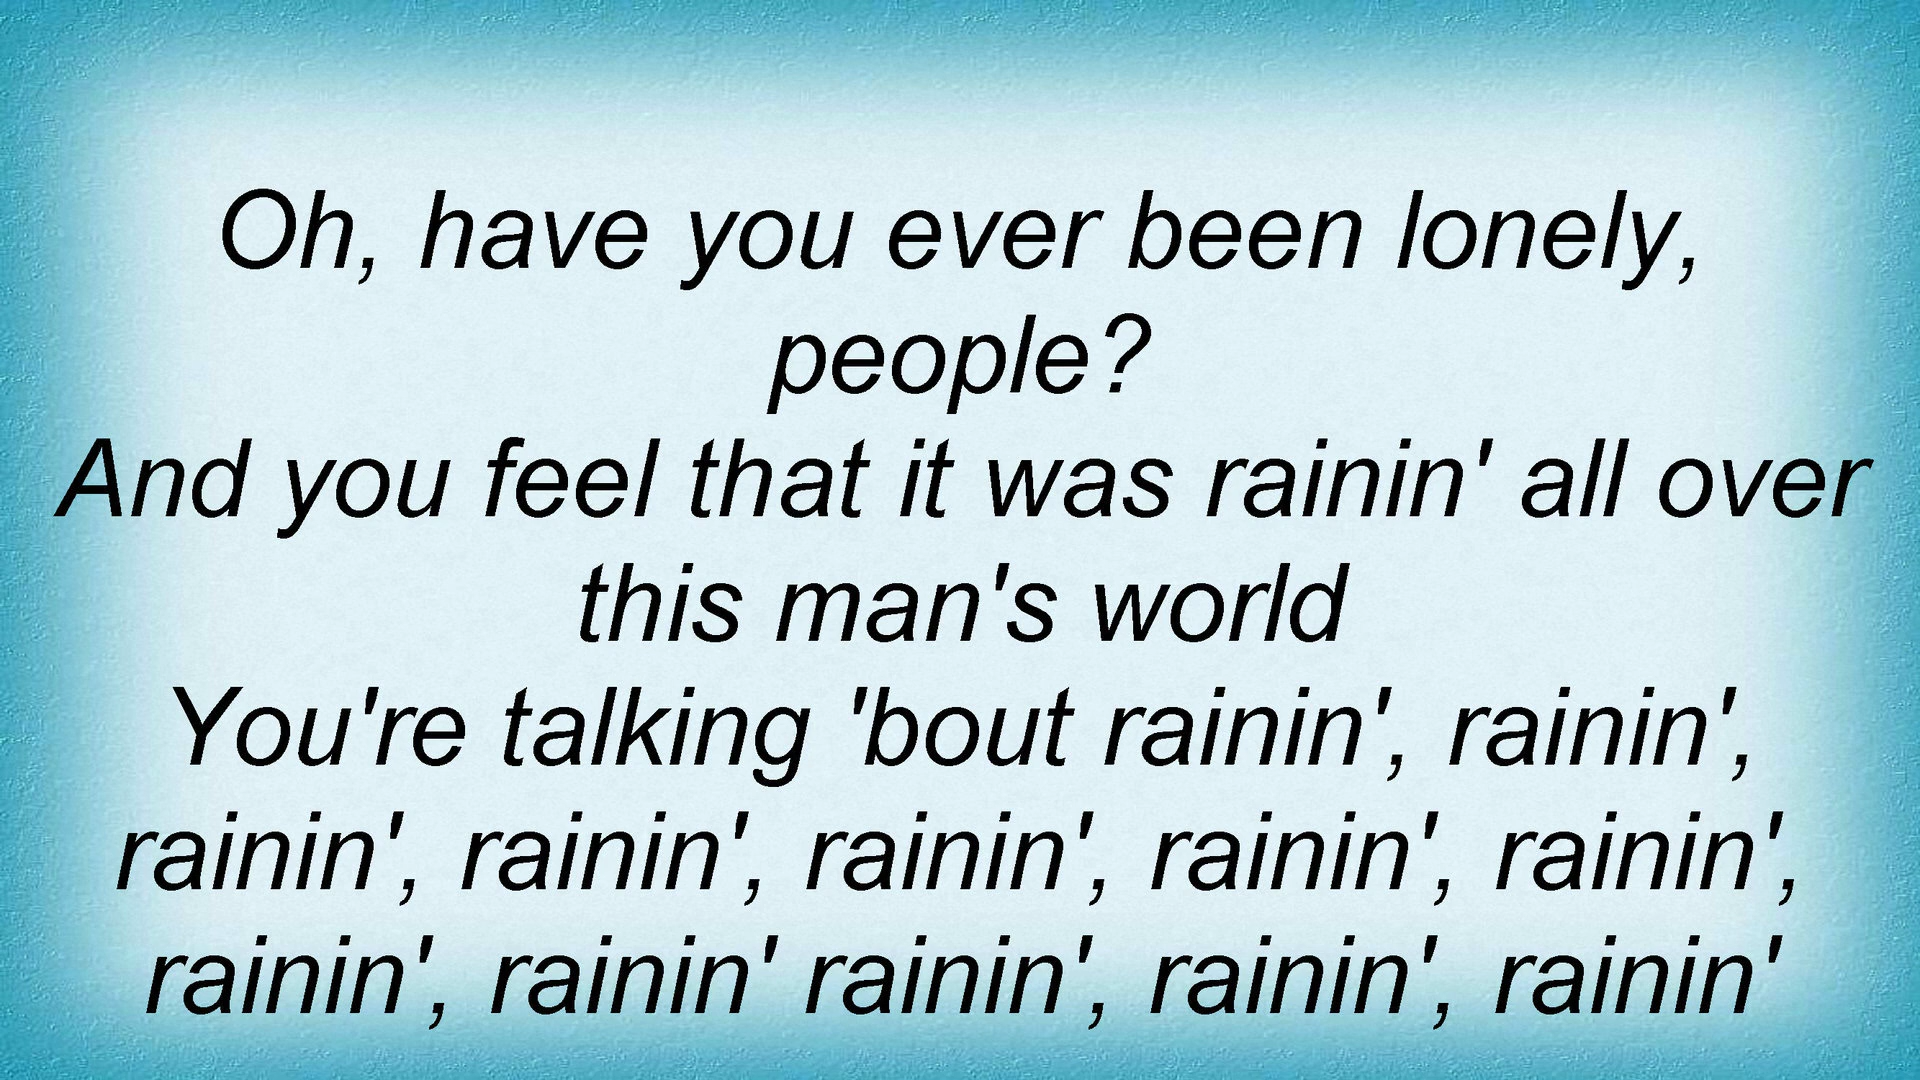 Oh, have you ever been lonely,
people?
And you feel that it was rainin' all over
this man's world
You're talking 'bout rainin', rainin',
rainin', rainin', rainin', rainin', rainin',
rainin', rainin' rainin', rainin', rainin'